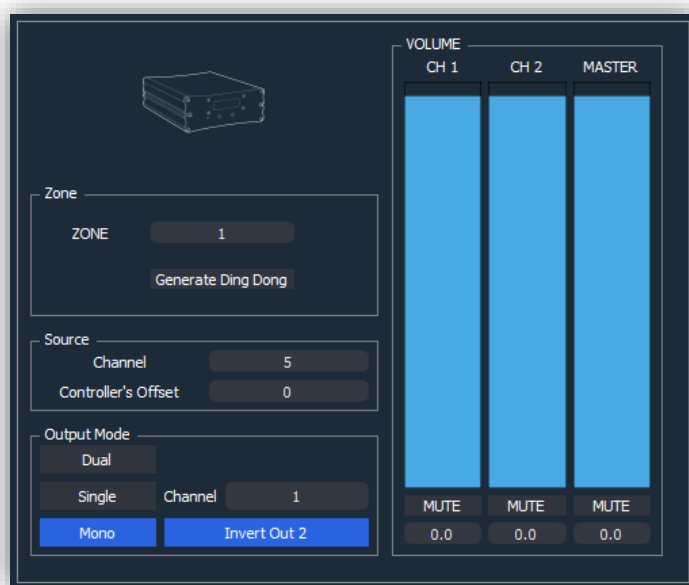 Zone
ZONE 1
Generate Ding Dong
Source
Channel 5
Controller's Offset 0
Output Mode
Dual
Single Channel 1
Mono Invert Out 2
VOLUME
CH 1 CH 2 MASTER
MUTE MUTE MUTE
0.0 0.0 0.0